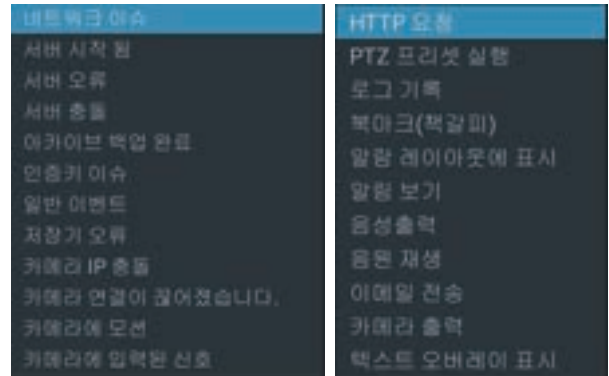 네트워크 이슈
서버 시작 됨
서버 오류
서버 충돌
아카이브 백업 완료
인증키 이슈
일반 이벤트
저장기 오류
카메라 IP 충돌
카메라 연결이 끊어졌습니다.
카메라에 모션
카메라에 입력된 신호
HTTP 요청
PTZ 프리셋 실행
로그 기록
북마크(책갈피)
알람 레이아웃에 표시
알림 보기
음성출력
음원 재생
이메일 전송
카메라 출력
텍스트 오버레이 표시